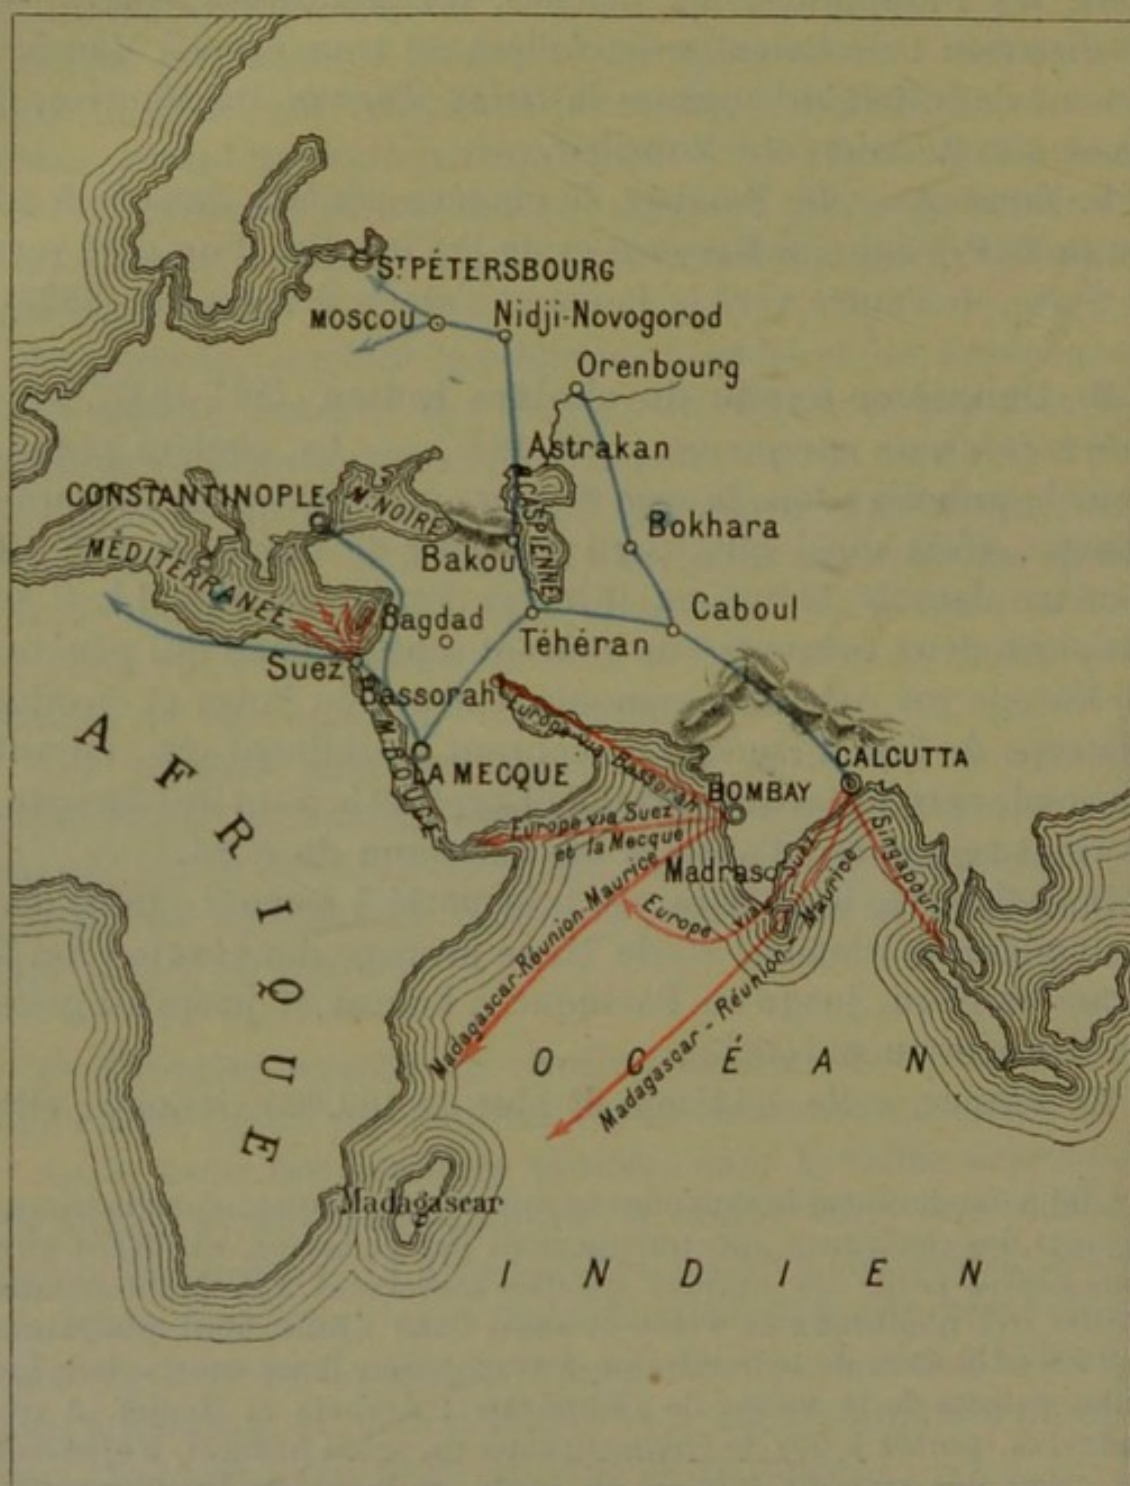 ST PÉTERSBOURG
MOSCOU
Nidji-Novogorod
Orenbourg
Astrakan
CONSTANTINOPLE
M. NOIRE
M. CASPIENNE
Bokhara
Bakou
MÉDITERRANÉE
Bagdad
Caboul
Téhéran
Suez
Bassorah
M. ROUGE
LA MECQUE
Europe via Bassorah
CALCUTTA
BOMBAY
Europe via Suez
et la Mecque
Madras
Singapour
Europe via Suez
Madagascar-Réunion-Maurice
Madagascar-Réunion-Maurice
AFRIQUE
OCÉAN
Madagascar
INDIEN